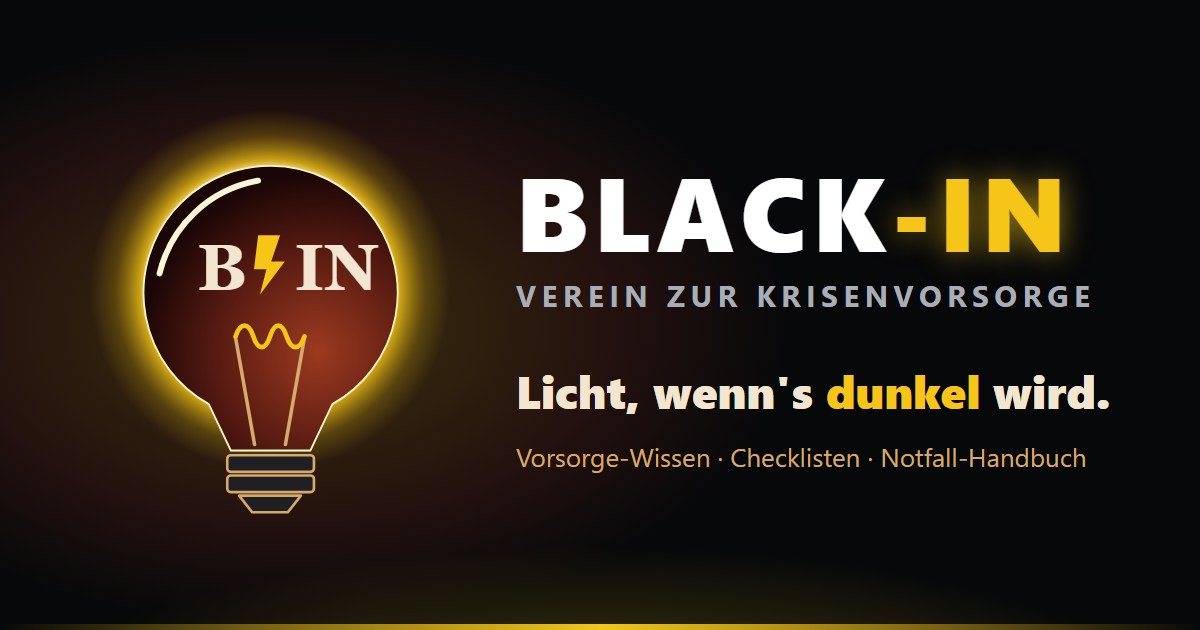 B IN
BLACK-IN
VEREIN ZUR KRISENVORSORGE
Licht, wenn's dunkel wird.
Vorsorge-Wissen · Checklisten · Notfall-Handbuch